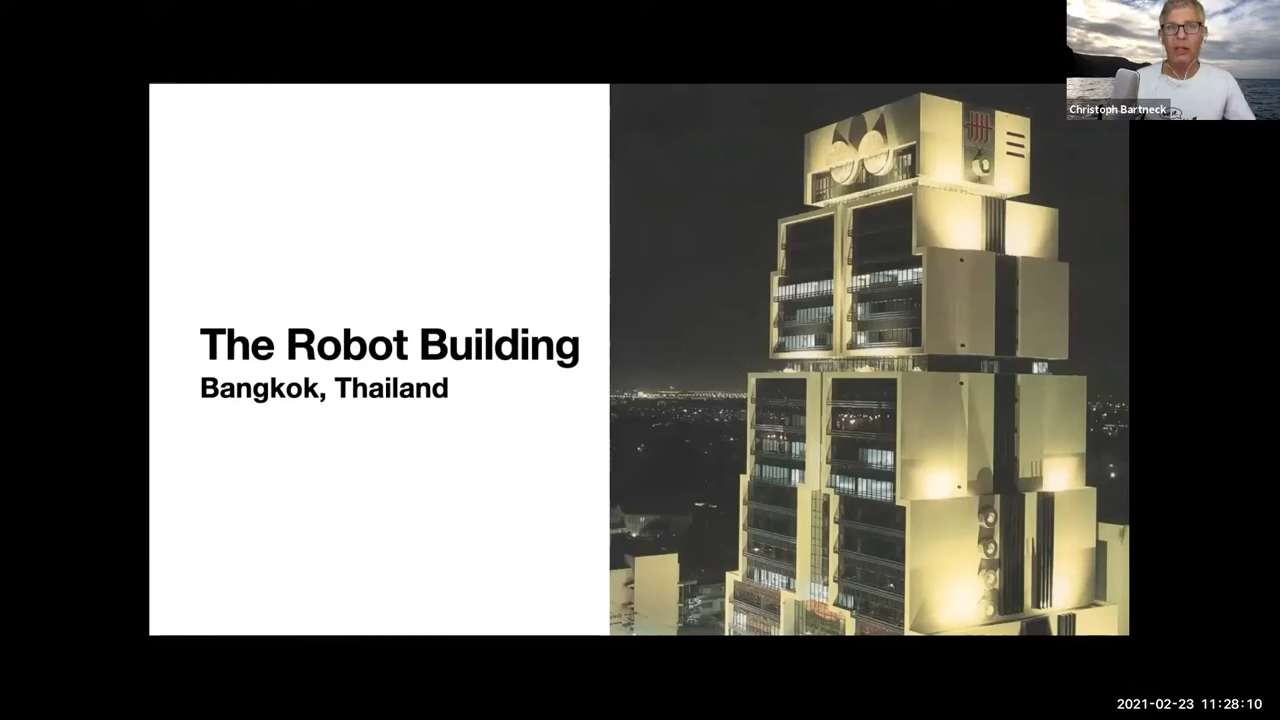 Christoph Bartneck
The Robot Building
Bangkok, Thailand
2021-02-23 11:28:10